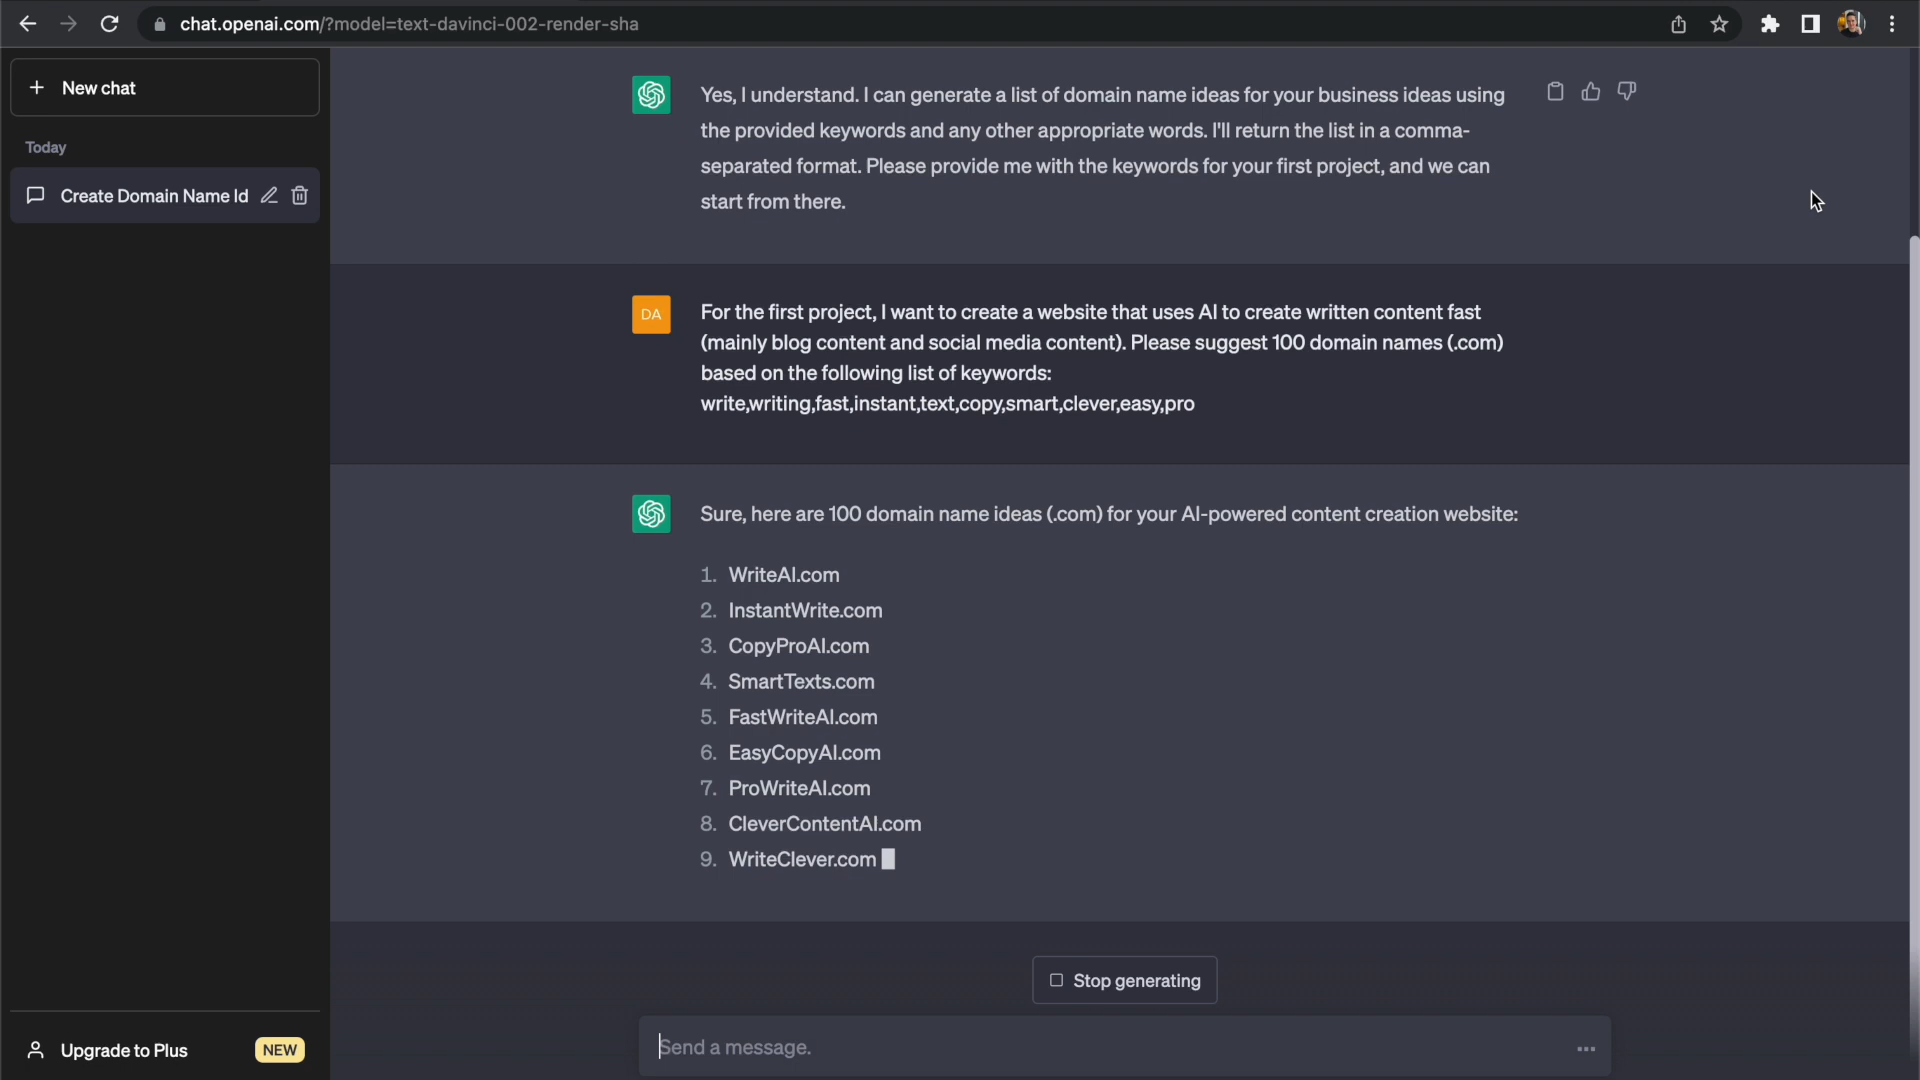 chat.openai.com/?model=text-davinci-002-render-sha
New chat
Today
Create Domain Name Id
Yes, I understand. I can generate a list of domain name ideas for your business ideas using
the provided keywords and any other appropriate words. I'll return the list in a comma-
separated format. Please provide me with the keywords for your first project, and we can
start from there.
DA
For the first project, I want to create a website that uses AI to create written content fast
(mainly blog content and social media content). Please suggest 100 domain names (.com)
based on the following list of keywords:
write,writing,fast,instant,text,copy,smart,clever,easy,pro
Sure, here are 100 domain name ideas (.com) for your AI-powered content creation website:
1. WriteAI.com
2. InstantWrite.com
3. CopyProAI.com
4. SmartTexts.com
5. FastWriteAI.com
6. EasyCopyAI.com
7. ProWriteAI.com
8. CleverContentAI.com
9. WriteClever.com
Stop generating
Send a message.
Upgrade to Plus
NEW